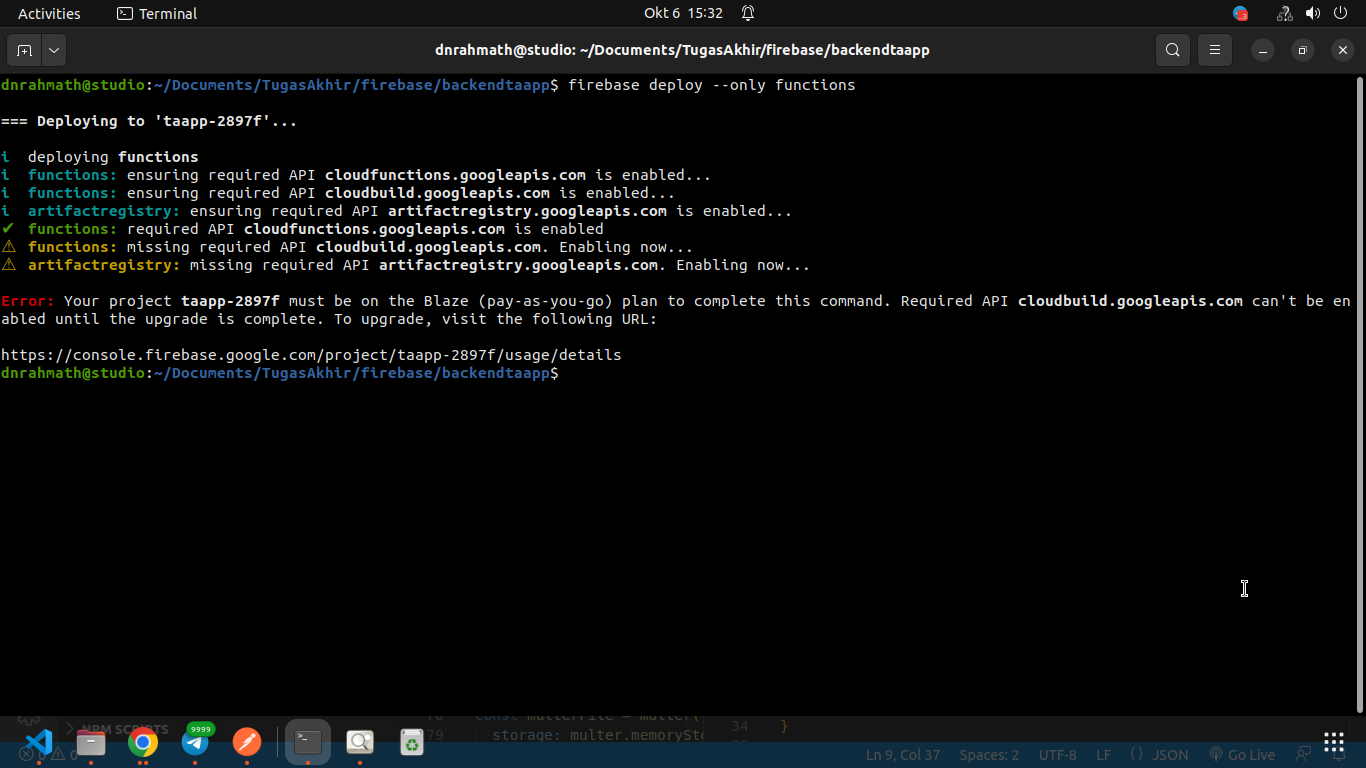 Activities
Terminal
Okt 6 15:32
3
dnrahmath@studio: ~/Documents/TugasAkhir/firebase/backendtaapp
dnrahmath@studio:~/Documents/TugasAkhir/firebase/backendtaapp$ firebase deploy --only functions
=== Deploying to 'taapp-2897f'...
i deploying functions
i functions: ensuring required API cloudfunctions.googleapis.com is enabled...
i functions: ensuring required API cloudbuild.googleapis.com is enabled...
i artifactregistry: ensuring required API artifactregistry.googleapis.com is enabled...
✔ functions: required API cloudfunctions.googleapis.com is enabled
⚠ functions: missing required API cloudbuild.googleapis.com. Enabling now...
⚠ artifactregistry: missing required API artifactregistry.googleapis.com. Enabling now...
Error: Your project taapp-2897f must be on the Blaze (pay-as-you-go) plan to complete this command. Required API cloudbuild.googleapis.com can't be en
abled until the upgrade is complete. To upgrade, visit the following URL:
https://console.firebase.google.com/project/taapp-2897f/usage/details
dnrahmath@studio:~/Documents/TugasAkhir/firebase/backendtaapp$
NPM SCRIPTS
34 }
79 storage:
9999
0 0
Ln 9, Col 37 Spaces: 2 UTF-8 LF { } JSON Go Live